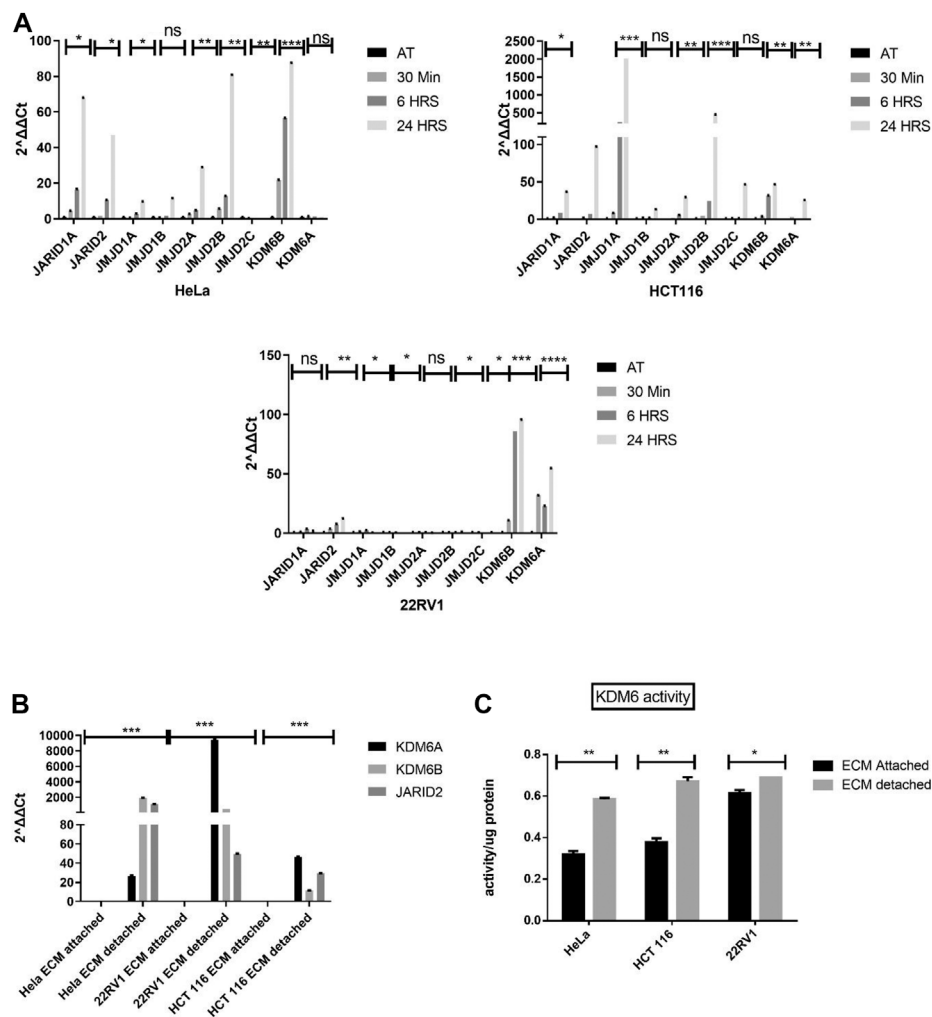 A
* * * ns ** ** ** *** ns
100
80
60
40
20
0
2^ΔΔCt
AT
30 Min
6 HRS
24 HRS
JARID1A
JARID2
JMJD1A
JMJD1B
JMJD2A
JMJD2B
JMJD2C
KDM6B
KDM6A
HeLa
* *** ns ** *** ns ** **
2500
2000
1500
1000
500
100
50
0
2^ΔΔCt
AT
30 Min
6 HRS
24 HRS
JARID1A
JARID2
JMJD1A
JMJD1B
JMJD2A
JMJD2B
JMJD2C
KDM6B
KDM6A
HCT116
ns ** * * ns * * *** ****
150
100
50
0
2^ΔΔCt
AT
30 Min
6 HRS
24 HRS
JARID1A
JARID2
JMJD1A
JMJD1B
JMJD2A
JMJD2B
JMJD2C
KDM6B
KDM6A
22RV1
B
*** *** ***
10000
8000
6000
4000
2000
80
60
40
20
0
2^ΔΔCt
KDM6A
KDM6B
JARID2
Hela ECM attached
Hela ECM detached
22RV1 ECM attached
22RV1 ECM detached
HCT 116 ECM attached
HCT 116 ECM detached
C
KDM6 activity
** ** *
0.8
0.6
0.4
0.2
0.0
activity/ug protein
ECM Attached
ECM detached
HeLa
HCT 116
22RV1